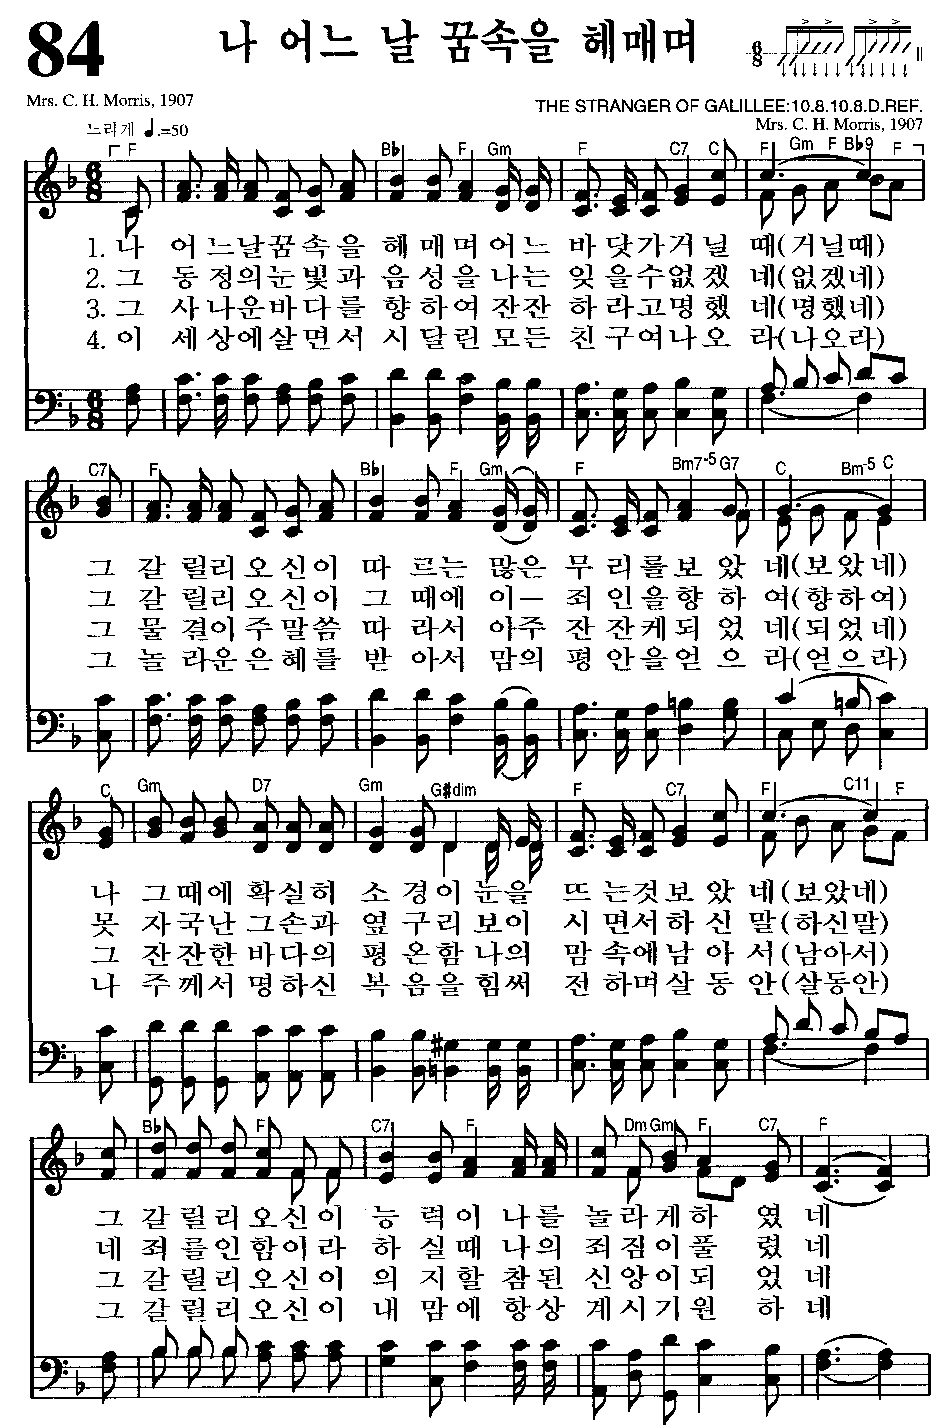 84
나 어느 날 꿈속을 헤매며
6 8
Mrs. C. H. Morris, 1907
THE STRANGER OF GALILLEE:10.8.10.8.D.REF.
느리게 ♩.=50
Mrs. C. H. Morris, 1907
F B♭ F Gm F C7 C F Gm F B♭9 F
1. 나 어느날꿈속을 헤매며어느 바닷가거닐 때(거닐때)
2. 그 동정의눈빛과 음성을나는 잊을수없겠 네(없겠네)
3. 그 사나운바다를 향하여잔잔 하라고명했 네(명했네)
4. 이 세상에살면서 시달린모든 친구여나오 라(나오라)
C7 F B♭ F Gm F Bm7-5 G7 C Bm-5 C
그 갈릴리오신이 따르는 많은 무리를보았네(보았네)
그 갈릴리오신이 그때에 이— 죄인을향하여(향하여)
그 물결이주말씀 따라서 아주 잔잔케되었네(되었네)
그 놀라운은혜를 받아서 맘의 평안을얻으라(얻으라)
C Gm D7 Gm G#dim F C7 F C11 F
나 그때에확실히 소경이눈을 뜨는것보았네(보았네)
못 자국난그손과 옆구리보이시면서하신말(하신말)
그 잔잔한바다의 평온함나의 맘속에남아서(남아서)
나 주께서명하신 복음을힘써 전하며살동안(살동안)
B♭ F C7 F Dm Gm F C7 F
그 갈릴리오신이 능력이나를 놀라게하였네
네 죄를인함이라 하실때나의 죄짐이풀렸네
그 갈릴리오신이 의지할참된 신앙이되었네
그 갈릴리오신이 내맘에항상 계시기원하네